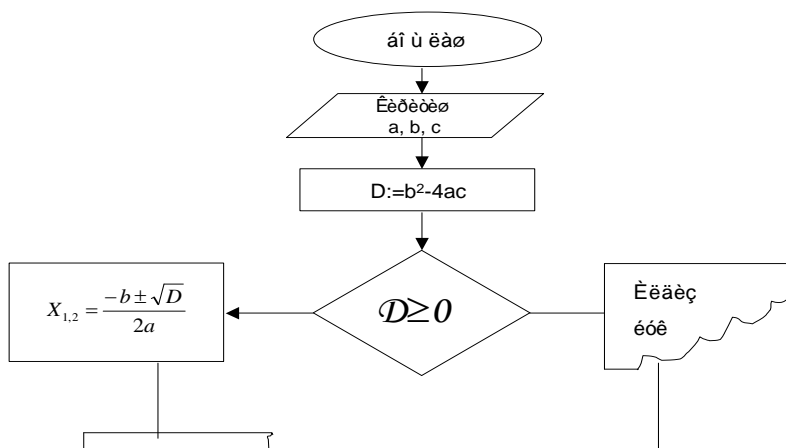 áî ù ëàø
Êèðèòèø
a, b, c
D:=b²-4ac
D≥0
X₁,₂ = (-b ± √D) / 2a
Èëäèç
éóê